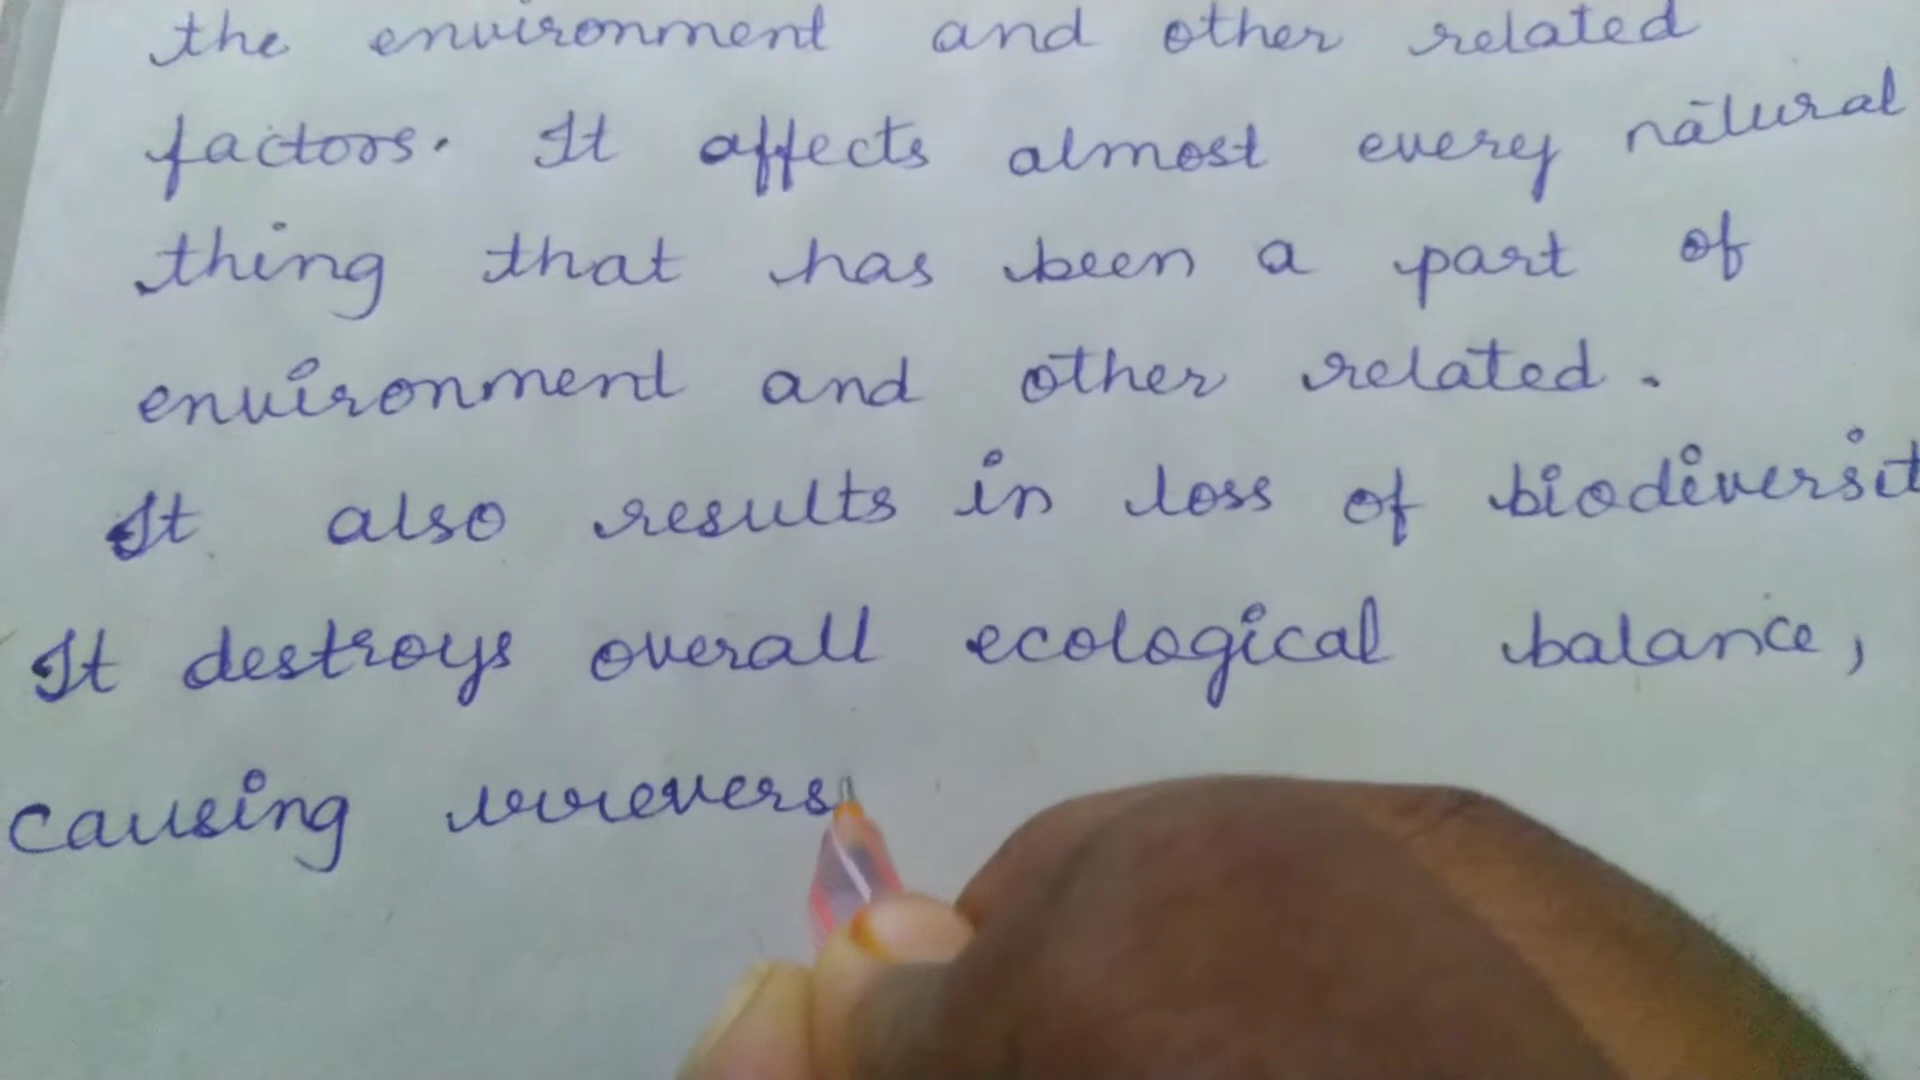 the environment and other related
factors. It affects almost every natural
thing that has been a part of
environment and other related.
It also results in loss of biodiversit
It destroys overall ecological balance,
causing irrevers